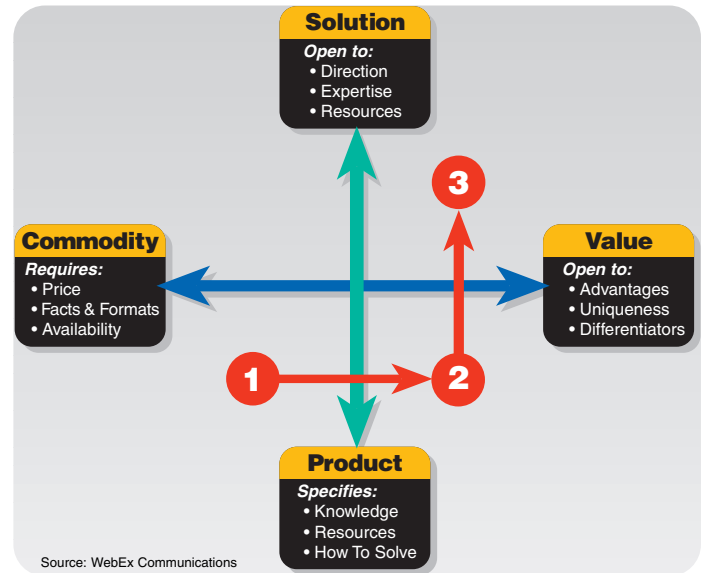 Solution
Open to:
• Direction
• Expertise
• Resources
3
Commodity
Requires:
• Price
• Facts & Formats
• Availability
Value
Open to:
• Advantages
• Uniqueness
• Differentiators
1
2
Product
Specifies:
• Knowledge
• Resources
• How To Solve
Source: WebEx Communications